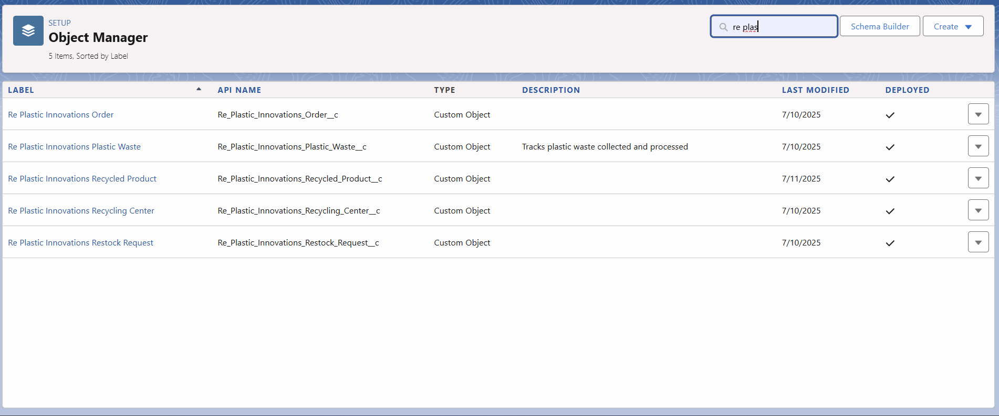 SETUP
Object Manager
5 Items, Sorted by Label
re plas
Schema Builder
Create
LABEL API NAME TYPE DESCRIPTION LAST MODIFIED DEPLOYED
Re Plastic Innovations Order Re_Plastic_Innovations_Order__c Custom Object 7/10/2025
Re Plastic Innovations Plastic Waste Re_Plastic_Innovations_Plastic_Waste__c Custom Object Tracks plastic waste collected and processed 7/10/2025
Re Plastic Innovations Recycled Product Re_Plastic_Innovations_Recycled_Product__c Custom Object 7/11/2025
Re Plastic Innovations Recycling Center Re_Plastic_Innovations_Recycling_Center__c Custom Object 7/10/2025
Re Plastic Innovations Restock Request Re_Plastic_Innovations_Restock_Request__c Custom Object 7/10/2025